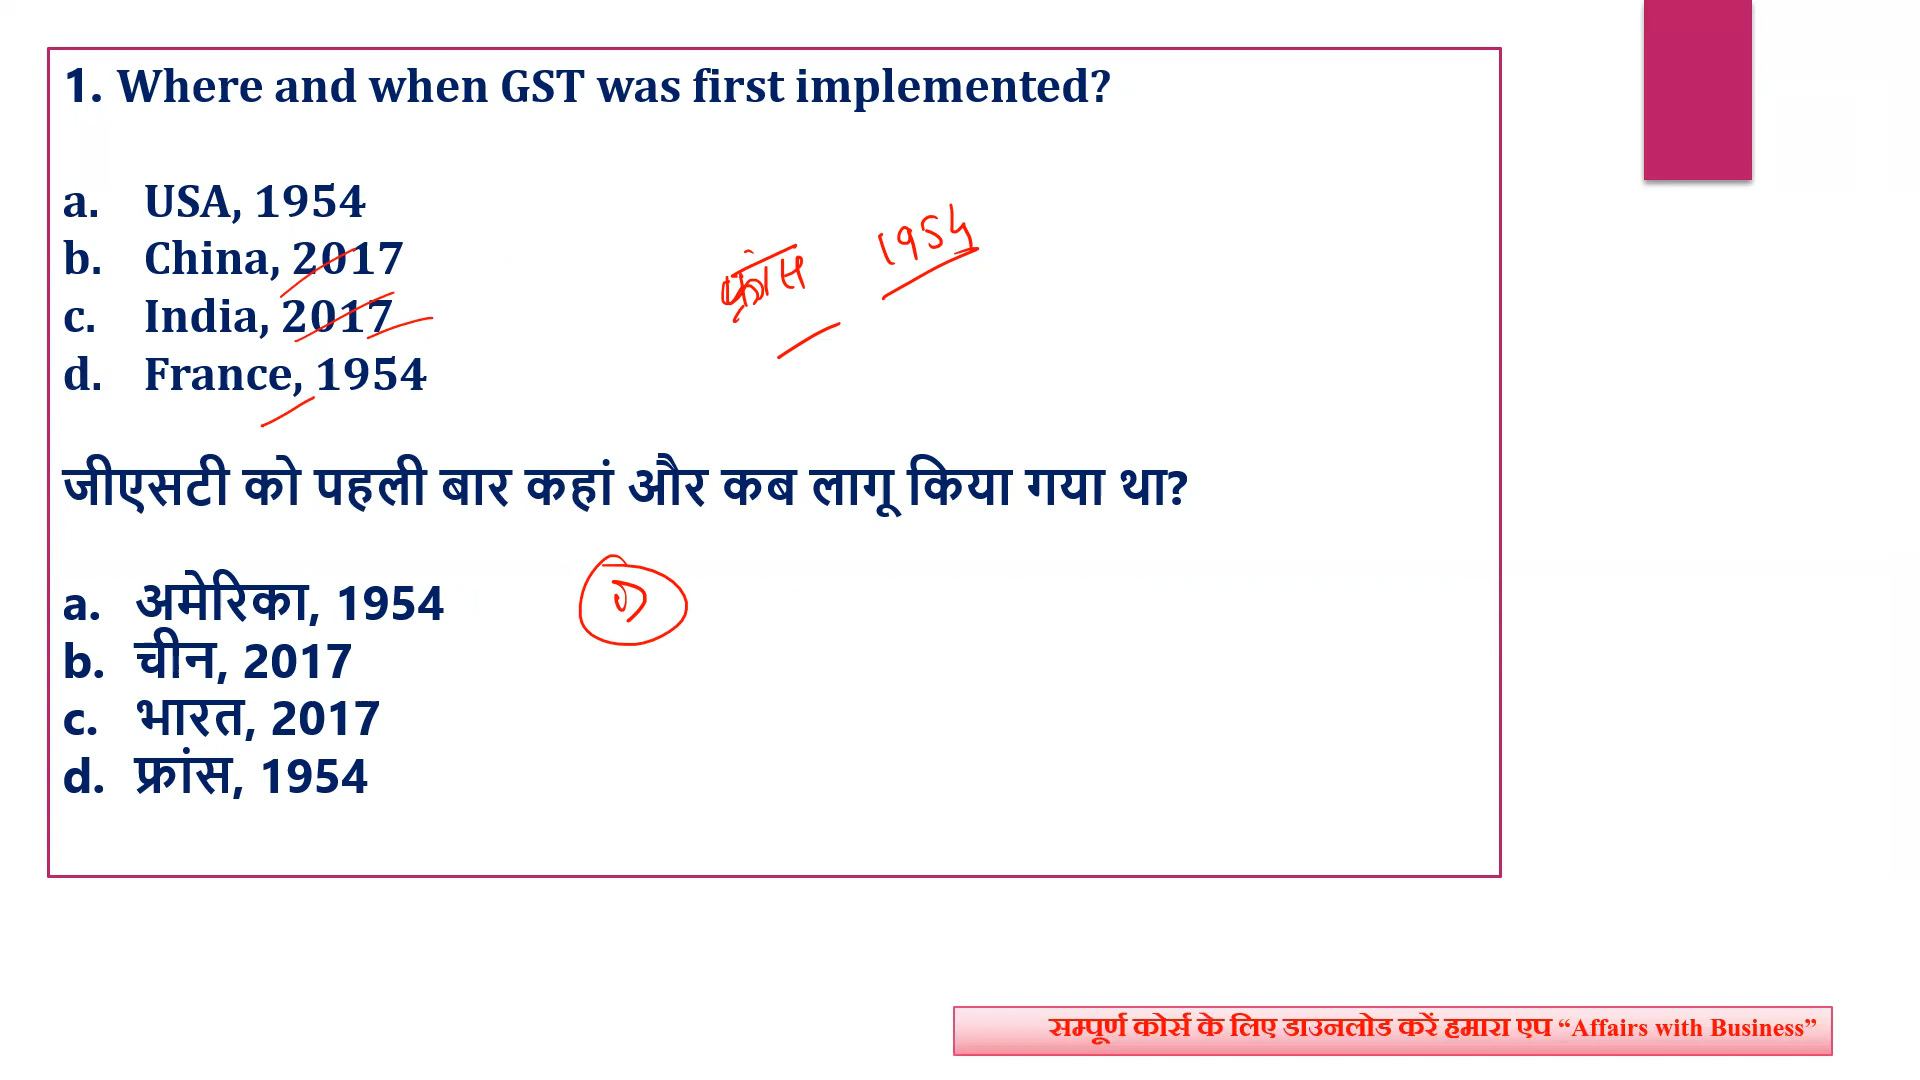 1. Where and when GST was first implemented?
a. USA, 1954
b. China, 2017
c. India, 2017
d. France, 1954
फ्रांस 1954
जीएसटी को पहली बार कहां और कब लागू किया गया था?
a. अमेरिका, 1954
b. चीन, 2017
c. भारत, 2017
d. फ्रांस, 1954
सम्पूर्ण कोर्स के लिए डाउनलोड करें हमारा एप “Affairs with Business”